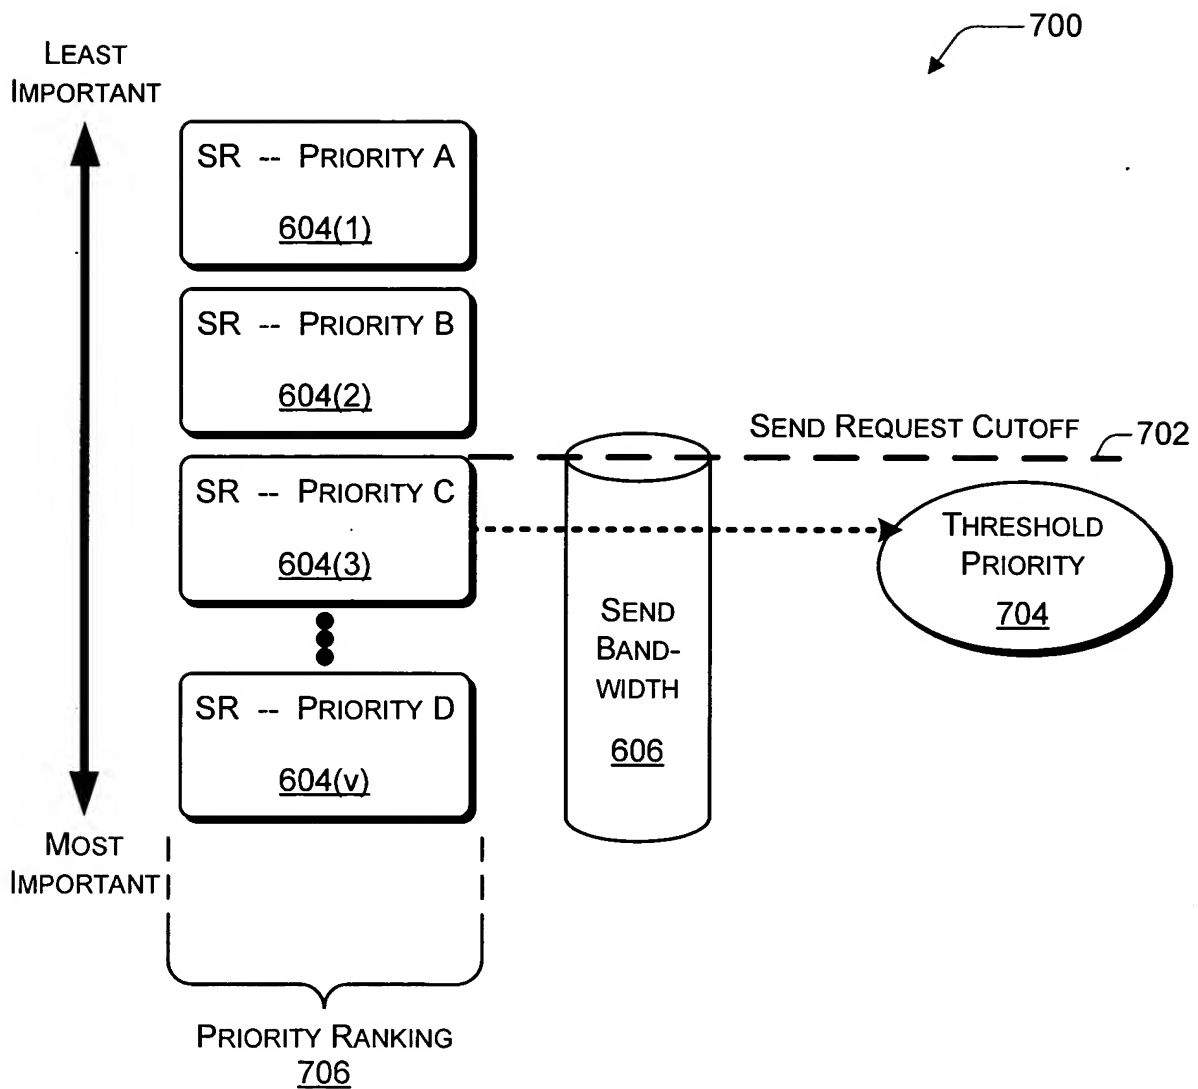 700
LEAST
IMPORTANT
SR -- PRIORITY A
604(1)
SR -- PRIORITY B
604(2)
SEND REQUEST CUTOFF
702
SR -- PRIORITY C
604(3)
THRESHOLD
PRIORITY
704
SEND
BAND-
WIDTH
606
SR -- PRIORITY D
604(v)
MOST
IMPORTANT
PRIORITY RANKING
706